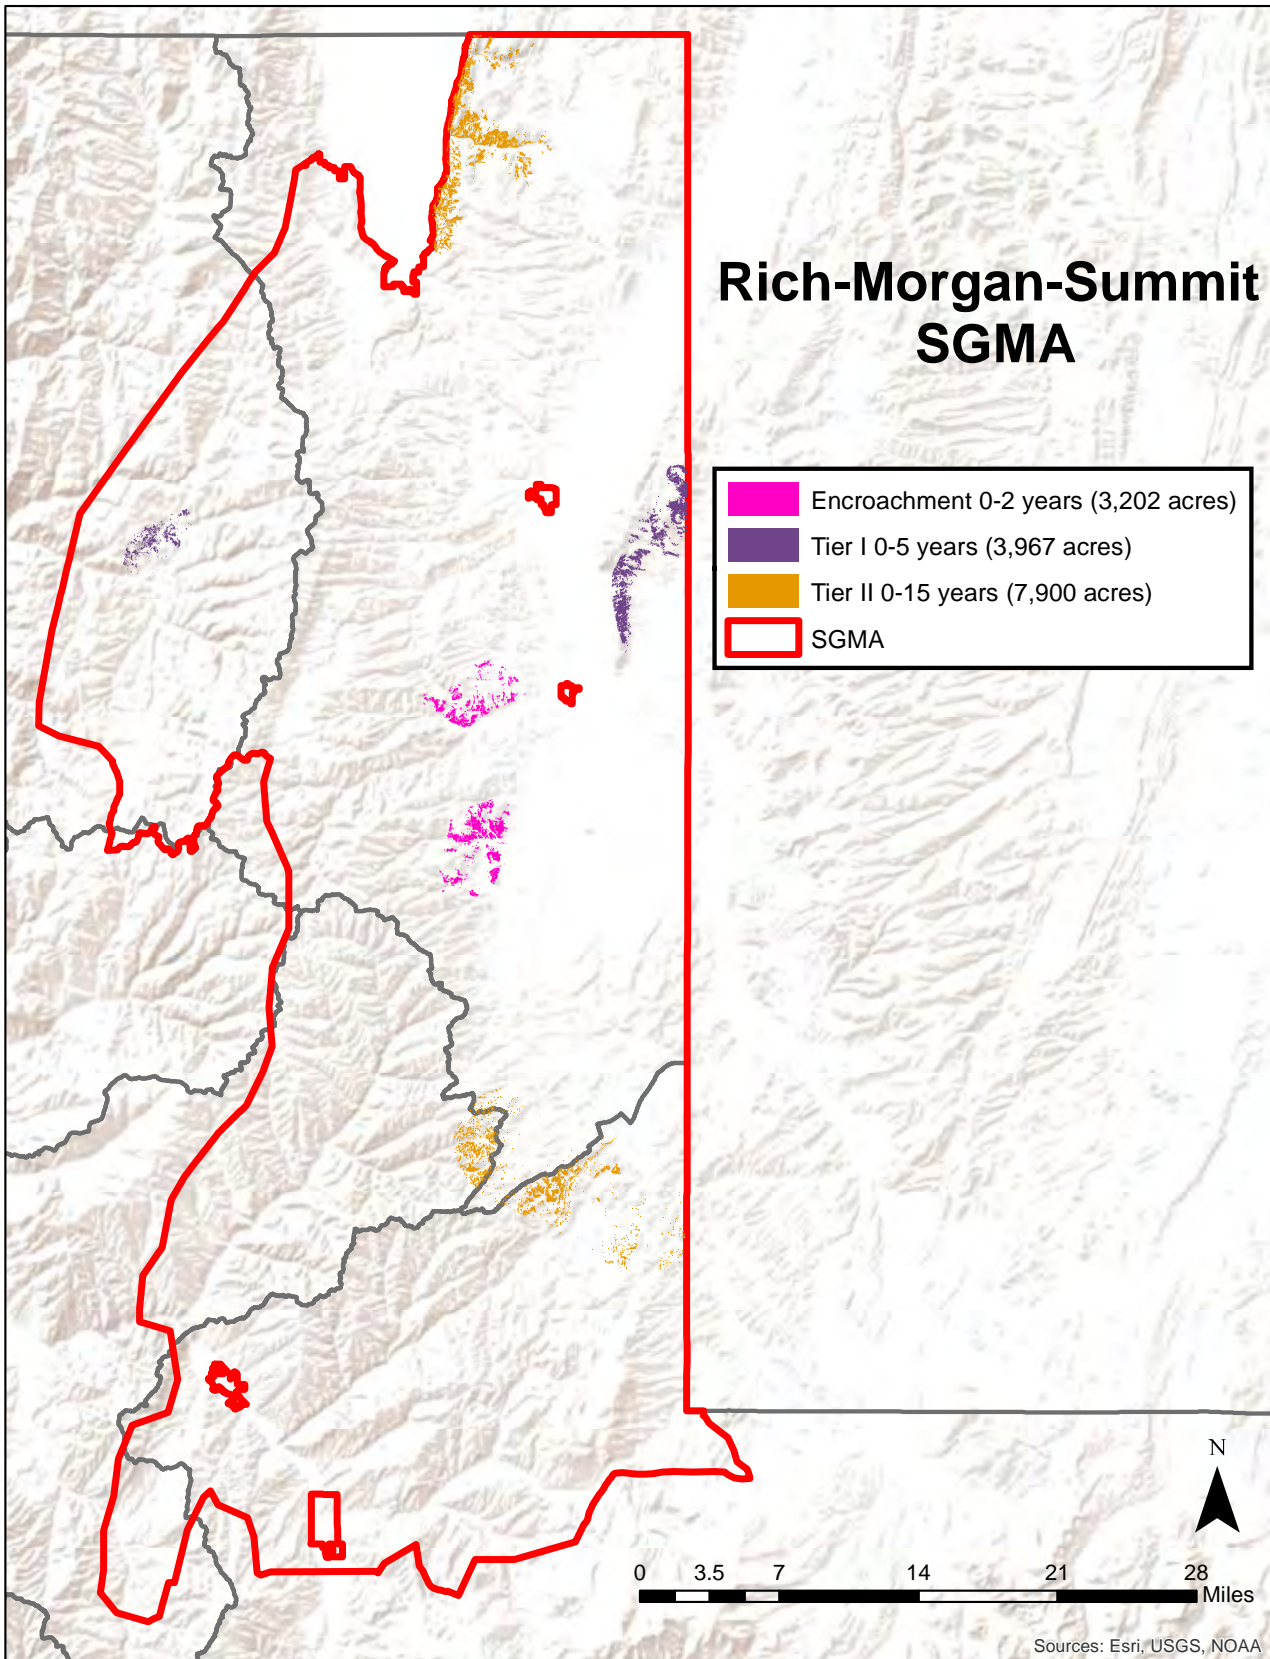 Rich-Morgan-Summit
SGMA
Encroachment 0-2 years (3,202 acres)
Tier I 0-5 years (3,967 acres)
Tier II 0-15 years (7,900 acres)
SGMA
N
0 3.5 7 14 21 28
Miles
Sources: Esri, USGS, NOAA